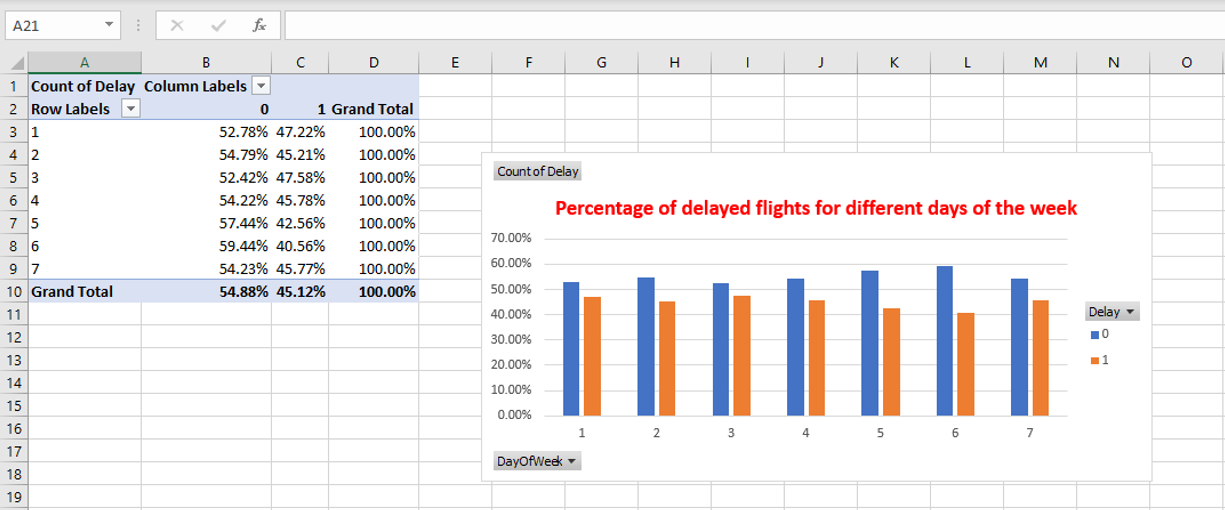 A21
fx
A B C D E F G H I J K L M N O
1 Count of Delay Column Labels
2 Row Labels 0 1 Grand Total
3 1 52.78% 47.22% 100.00%
4 2 54.79% 45.21% 100.00%
5 3 52.42% 47.58% 100.00%
6 4 54.22% 45.78% 100.00%
7 5 57.44% 42.56% 100.00%
8 6 59.44% 40.56% 100.00%
9 7 54.23% 45.77% 100.00%
10 Grand Total 54.88% 45.12% 100.00%
11
12
13
14
15
16
17
18
19
Count of Delay
Percentage of delayed flights for different days of the week
70.00%
60.00%
50.00%
40.00%
30.00%
20.00%
10.00%
0.00%
1 2 3 4 5 6 7
DayOfWeek
Delay
0
1